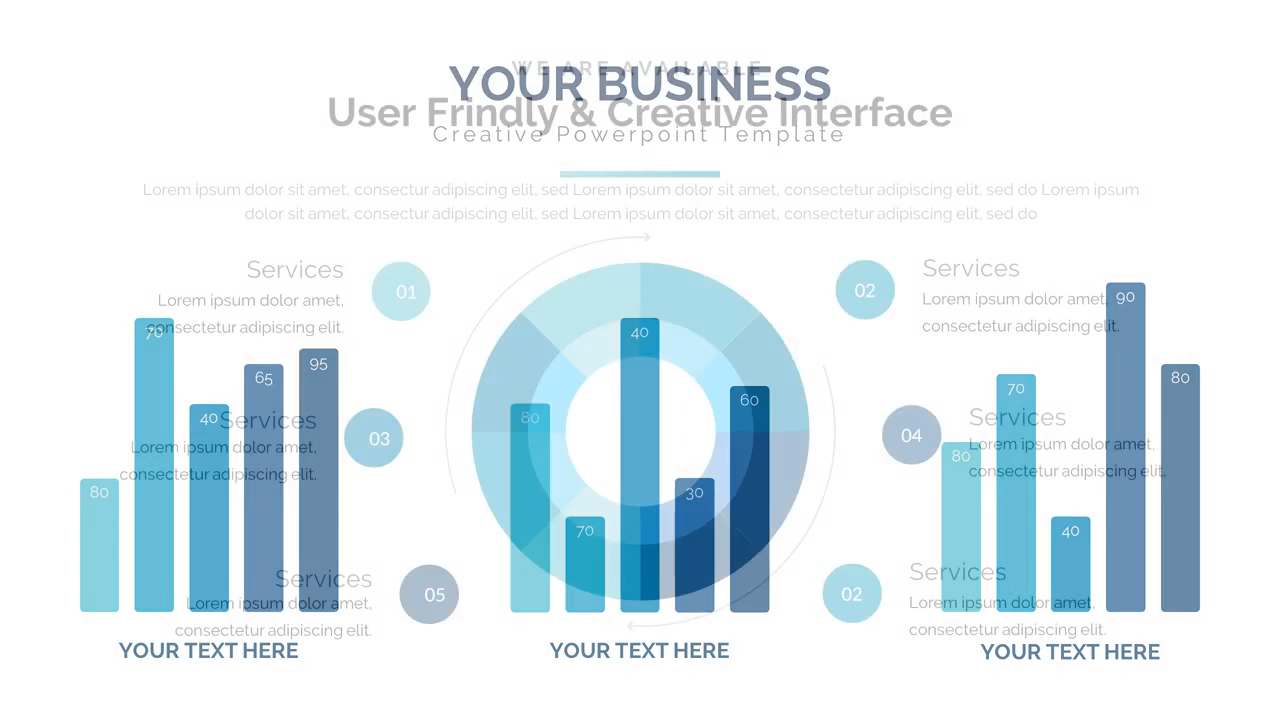 WE ARE AVAILABLE
YOUR BUSINESS
User Frindly & Creative Interface
Creative Powerpoint Template
Lorem ipsum dolor sit amet, consectur adipiscing elit, sed Lorem ipsum dolor sit amet, consectetur adipiscing elit, sed do Lorem ipsum
dolor sit amet, consectur adipiscing elit, sed Lorem ipsum dolor sit amet, consectetur adipiscing elit, sed do
Services
Lorem ipsum dolor amet,
consectetur adipiscing elit.
01
02
Services
Lorem ipsum dolor amet,
consectetur adipiscing elit.
Services
Lorem ipsum dolor amet,
consectetur adipiscing elit.
03
04
Services
Lorem ipsum dolor amet,
consectetur adipiscing elit.
Services
Lorem ipsum dolor amet,
consectetur adipiscing elit.
05
02
Services
Lorem ipsum dolor amet,
consectetur adipiscing elit.
80
70
40
65
95
80
70
40
30
60
80
70
40
90
80
YOUR TEXT HERE
YOUR TEXT HERE
YOUR TEXT HERE